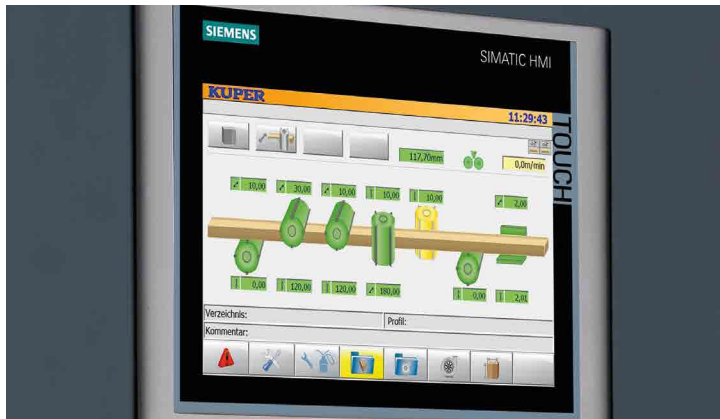 SIEMENS
SIMATIC HMI
TOUCH
KUPER
11:29:43
117,70mm
0,0m/min
10,00 30,00 10,00 10,00 10,00 2,00
0,00 120,00 120,00 180,00 0,00 2,01
Verzeichnis: Profil:
Kommentar: